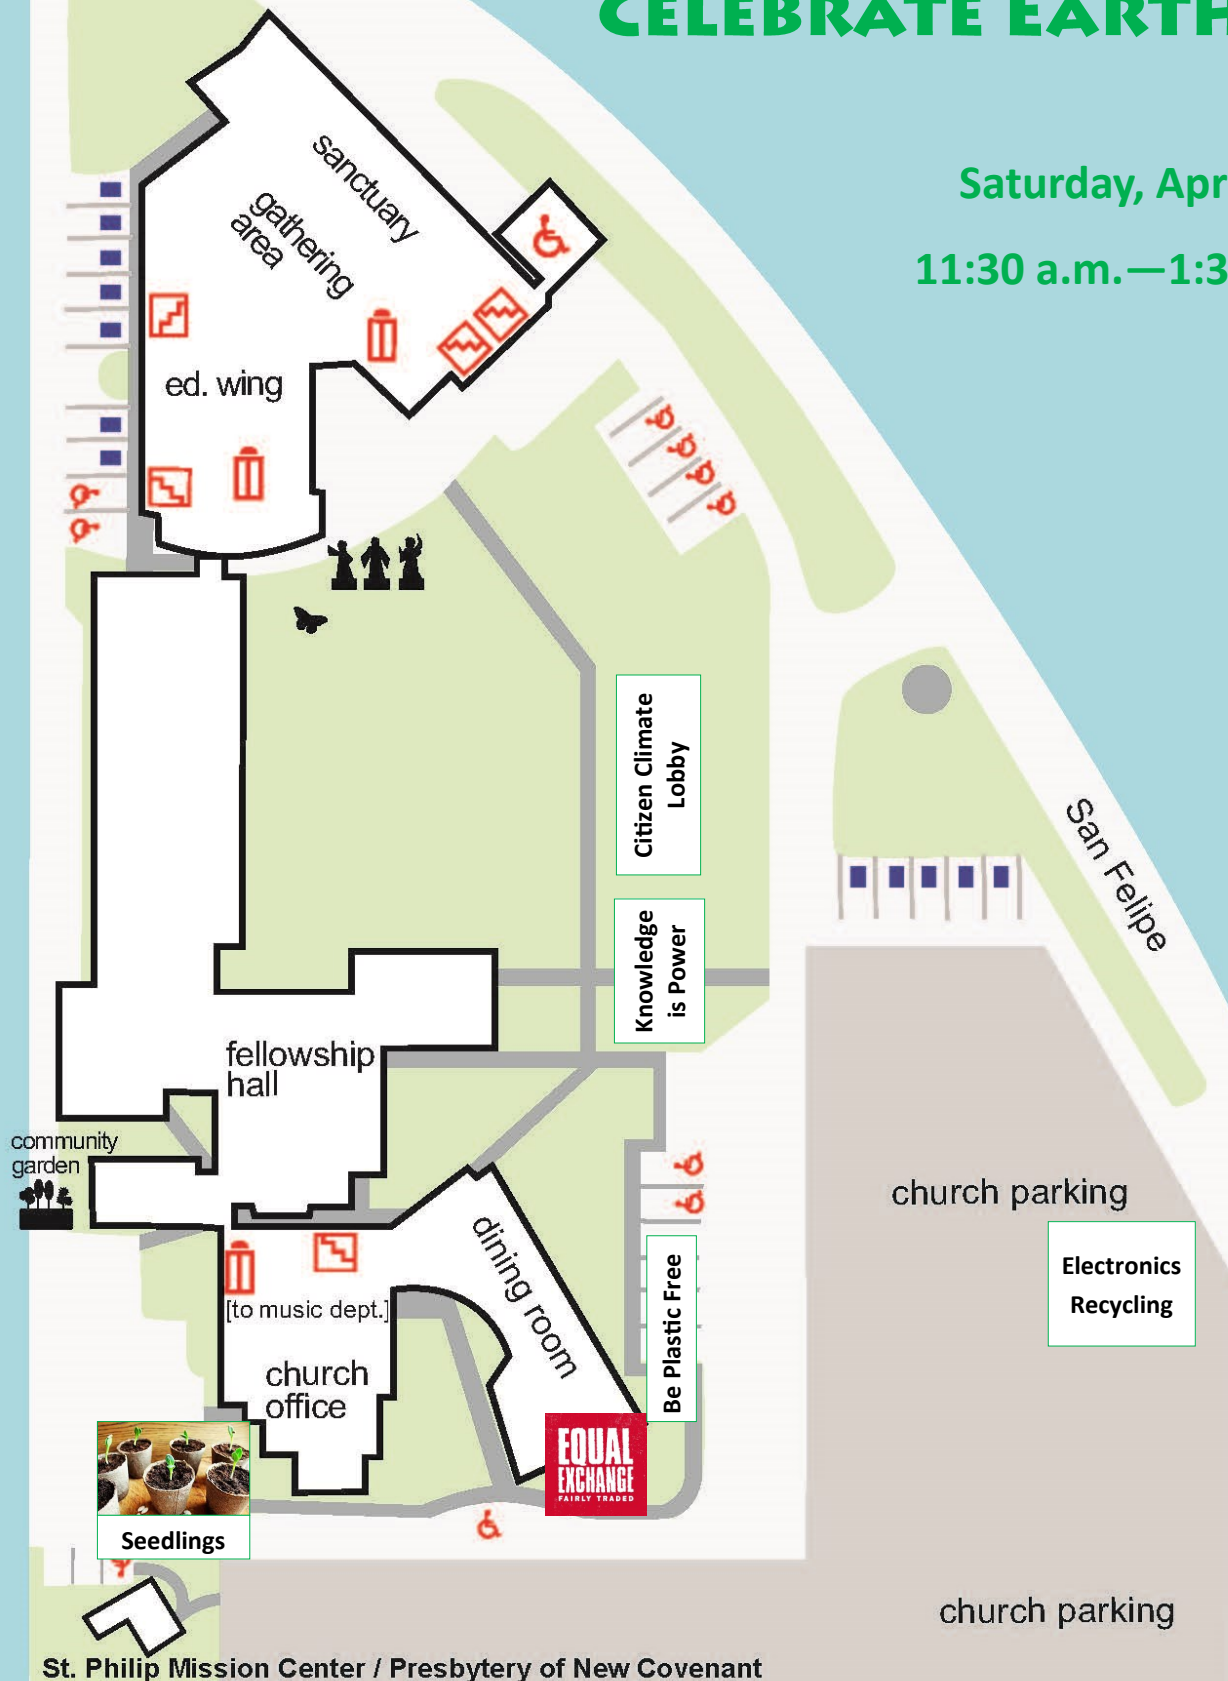 CELEBRATE EARTH
Saturday, Apr
11:30 a.m.—1:3
sanctuary
gathering
area
ed. wing
Citizen Climate
Lobby
San Felipe
Knowledge
is Power
fellowship
hall
community
garden
church parking
dining room
Electronics
Recycling
[to music dept.]
Be Plastic Free
church
office
EQUAL
EXCHANGE
FAIRLY TRADED
Seedlings
church parking
St. Philip Mission Center / Presbytery of New Covenant